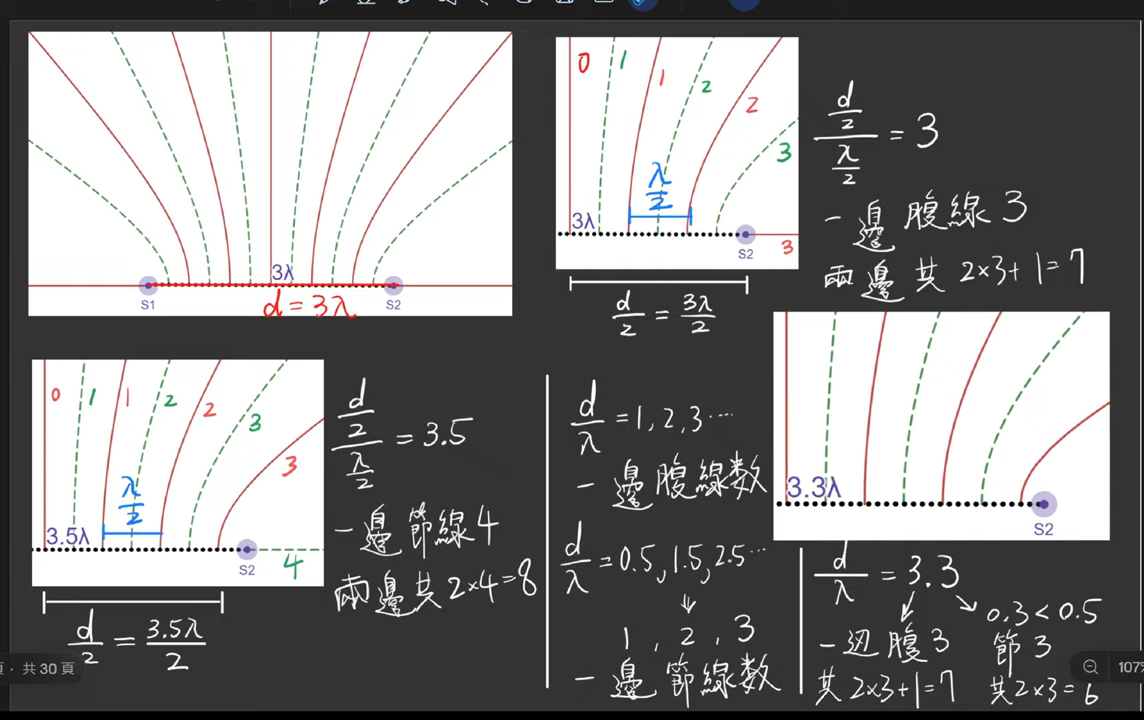 3λ
S1
S2
d = 3λ
0
1
1
2
2
3
λ/2
3λ
S2
3
d/2 = 3λ/2
(d/2)/(λ/2) = 3
一邊腹線3
兩邊共 2×3+1=7
0
1
1
2
2
3
3
λ/2
3.5λ
S2
4
d/2 = 3.5λ/2
(d/2)/(λ/2) = 3.5
一邊節線4
兩邊共2×4=8
d/λ = 1, 2, 3 ...
一邊腹線数
d/λ = 0.5, 1.5, 2.5 ...
⇓
1, 2, 3
一邊節線数
3.3λ
S2
d/λ = 3.3
0.3 < 0.5
一辺腹3
節3
共2×3+1=7
共2×3=6
頁· 共 30 頁
107%